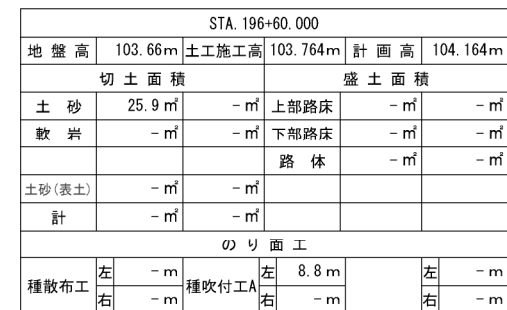 STA. 196+60.000
地盤高 103.66m 土工施工高 103.764m 計画高 104.164m
切土面積 盛土面積
土砂 25.9㎡ -㎡ 上部路床 -㎡ -㎡
軟岩 -㎡ -㎡ 下部路床 -㎡ -㎡
路体 -㎡ -㎡
土砂(表土) -㎡ -㎡
計 -㎡ -㎡
のり面工
種散布工 左 -m 種吹付工A 左 8.8m 左 -m
右 -m 右 -m 右 -m